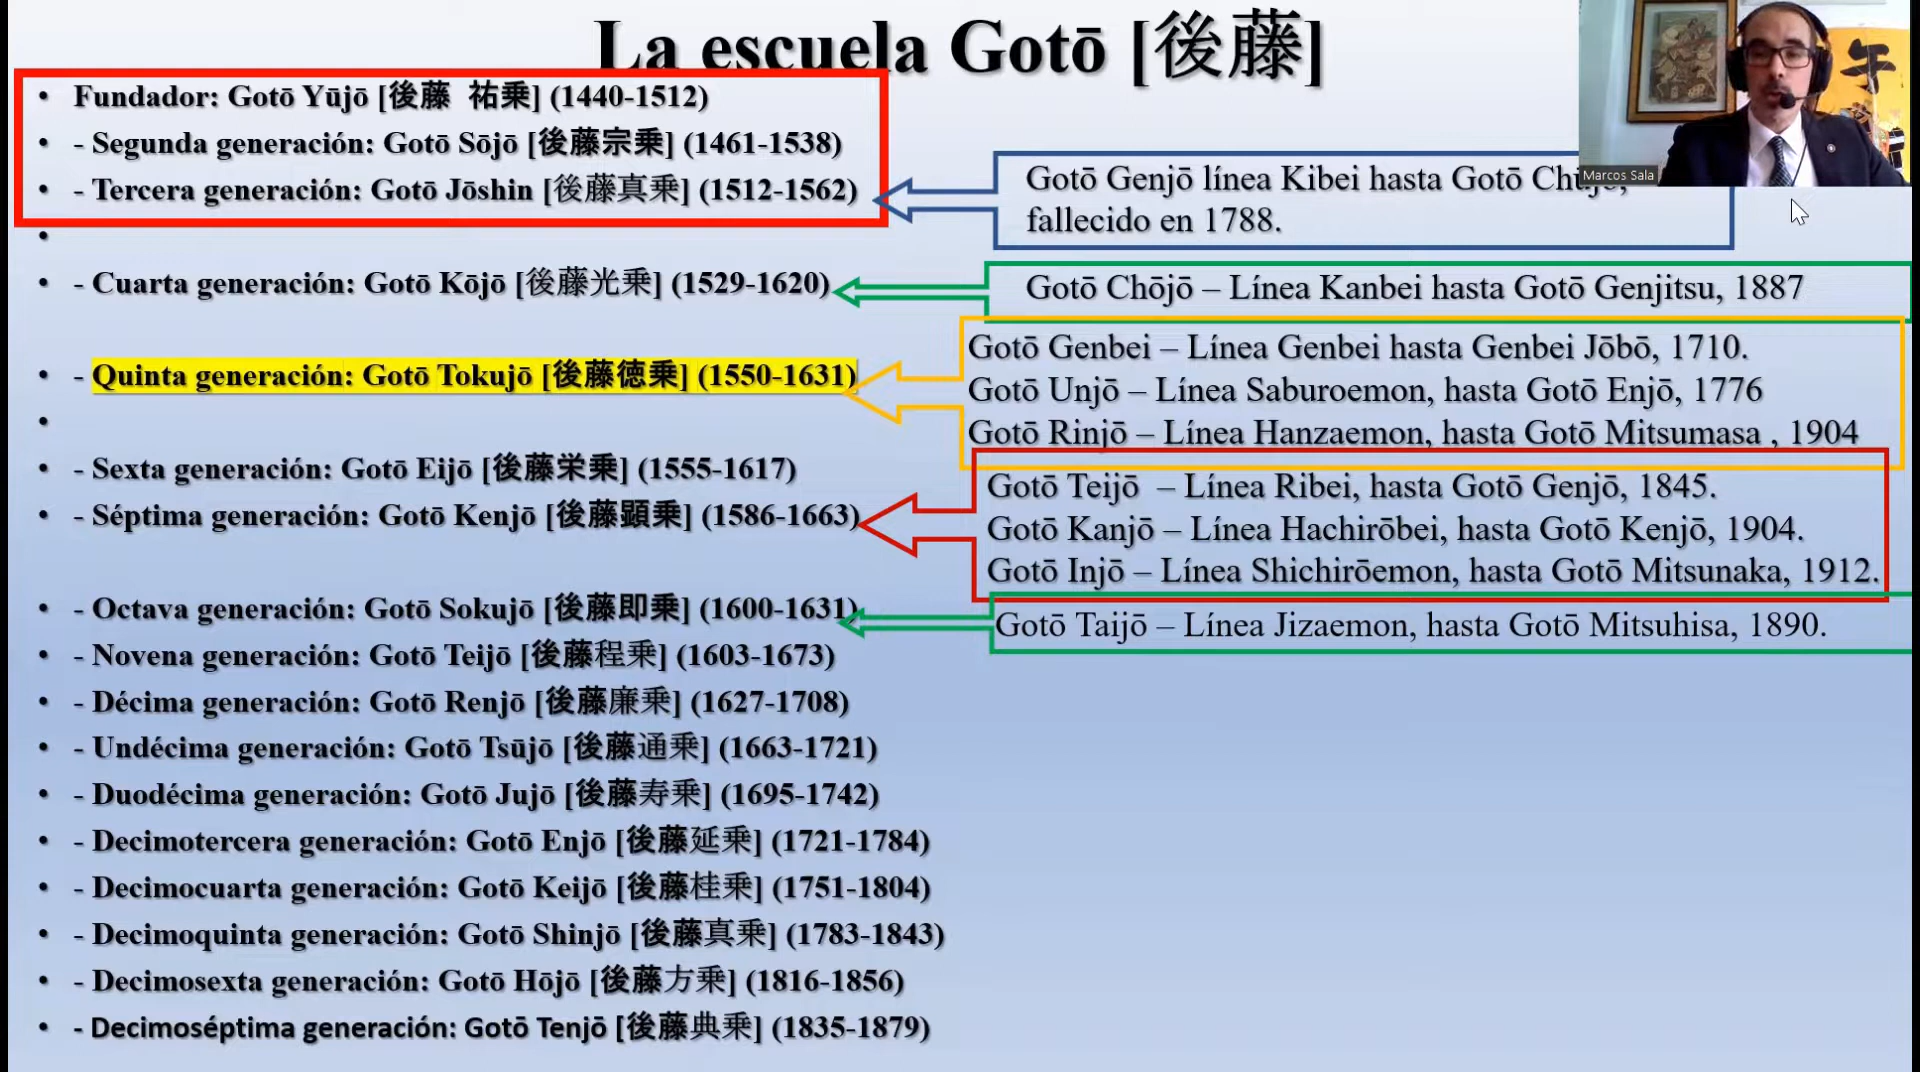 La escuela Gotō [後藤]
• Fundador: Gotō Yūjō [後藤 祐乗] (1440-1512)
• - Segunda generación: Gotō Sōjō [後藤宗乗] (1461-1538)
• - Tercera generación: Gotō Jōshin [後藤真乗] (1512-1562)
•
• - Cuarta generación: Gotō Kōjō [後藤光乗] (1529-1620)
• - Quinta generación: Gotō Tokujō [後藤徳乗] (1550-1631)
•
• - Sexta generación: Gotō Eijō [後藤栄乗] (1555-1617)
• - Séptima generación: Gotō Kenjō [後藤顕乗] (1586-1663)
• - Octava generación: Gotō Sokujō [後藤即乗] (1600-1631)
• - Novena generación: Gotō Teijō [後藤程乗] (1603-1673)
• - Décima generación: Gotō Renjō [後藤廉乗] (1627-1708)
• - Undécima generación: Gotō Tsūjō [後藤通乗] (1663-1721)
• - Duodécima generación: Gotō Jujō [後藤寿乗] (1695-1742)
• - Decimotercera generación: Gotō Enjō [後藤延乗] (1721-1784)
• - Decimocuarta generación: Gotō Keijō [後藤桂乗] (1751-1804)
• - Decimoquinta generación: Gotō Shinjō [後藤真乗] (1783-1843)
• - Decimosexta generación: Gotō Hōjō [後藤方乗] (1816-1856)
• - Decimoséptima generación: Gotō Tenjō [後藤典乗] (1835-1879)
Gotō Genjō línea Kibei hasta Gotō
fallecido en 1788.
Gotō Chōjō – Línea Kanbei hasta Gotō Genjitsu, 1887
Gotō Genbei – Línea Genbei hasta Genbei Jōbō, 1710.
Gotō Unjō – Línea Saburoemon, hasta Gotō Enjō, 1776
Gotō Rinjō – Línea Hanzaemon, hasta Gotō Mitsumasa , 1904
Gotō Teijō – Línea Ribei, hasta Gotō Genjō, 1845.
Gotō Kanjō – Línea Hachirōbei, hasta Gotō Kenjō, 1904.
Gotō Injō – Línea Shichirōemon, hasta Gotō Mitsunaka, 1912.
Gotō Taijō – Línea Jizaemon, hasta Gotō Mitsuhisa, 1890.
午
Marcos Sala